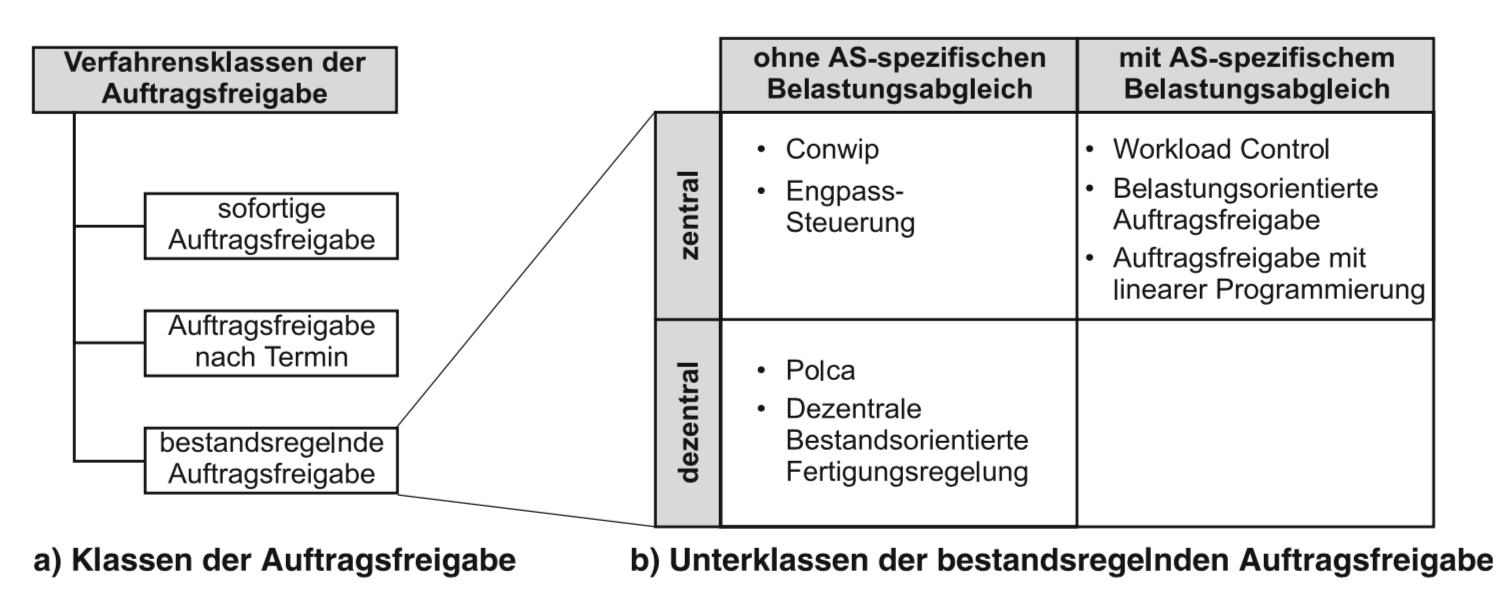 Verfahrensklassen der
Auftragsfreigabe
sofortige
Auftragsfreigabe
Auftragsfreigabe
nach Termin
bestandsregelnde
Auftragsfreigabe
a) Klassen der Auftragsfreigabe
ohne AS-spezifischen
Belastungsabgleich
mit AS-spezifischem
Belastungsabgleich
zentral
• Conwip
• Engpass-
Steuerung
• Workload Control
• Belastungsorientierte
Auftragsfreigabe
• Auftragsfreigabe mit
linearer Programmierung
dezentral
• Polca
• Dezentrale
Bestandsorientierte
Fertigungsregelung
b) Unterklassen der bestandsregelnden Auftragsfreigabe